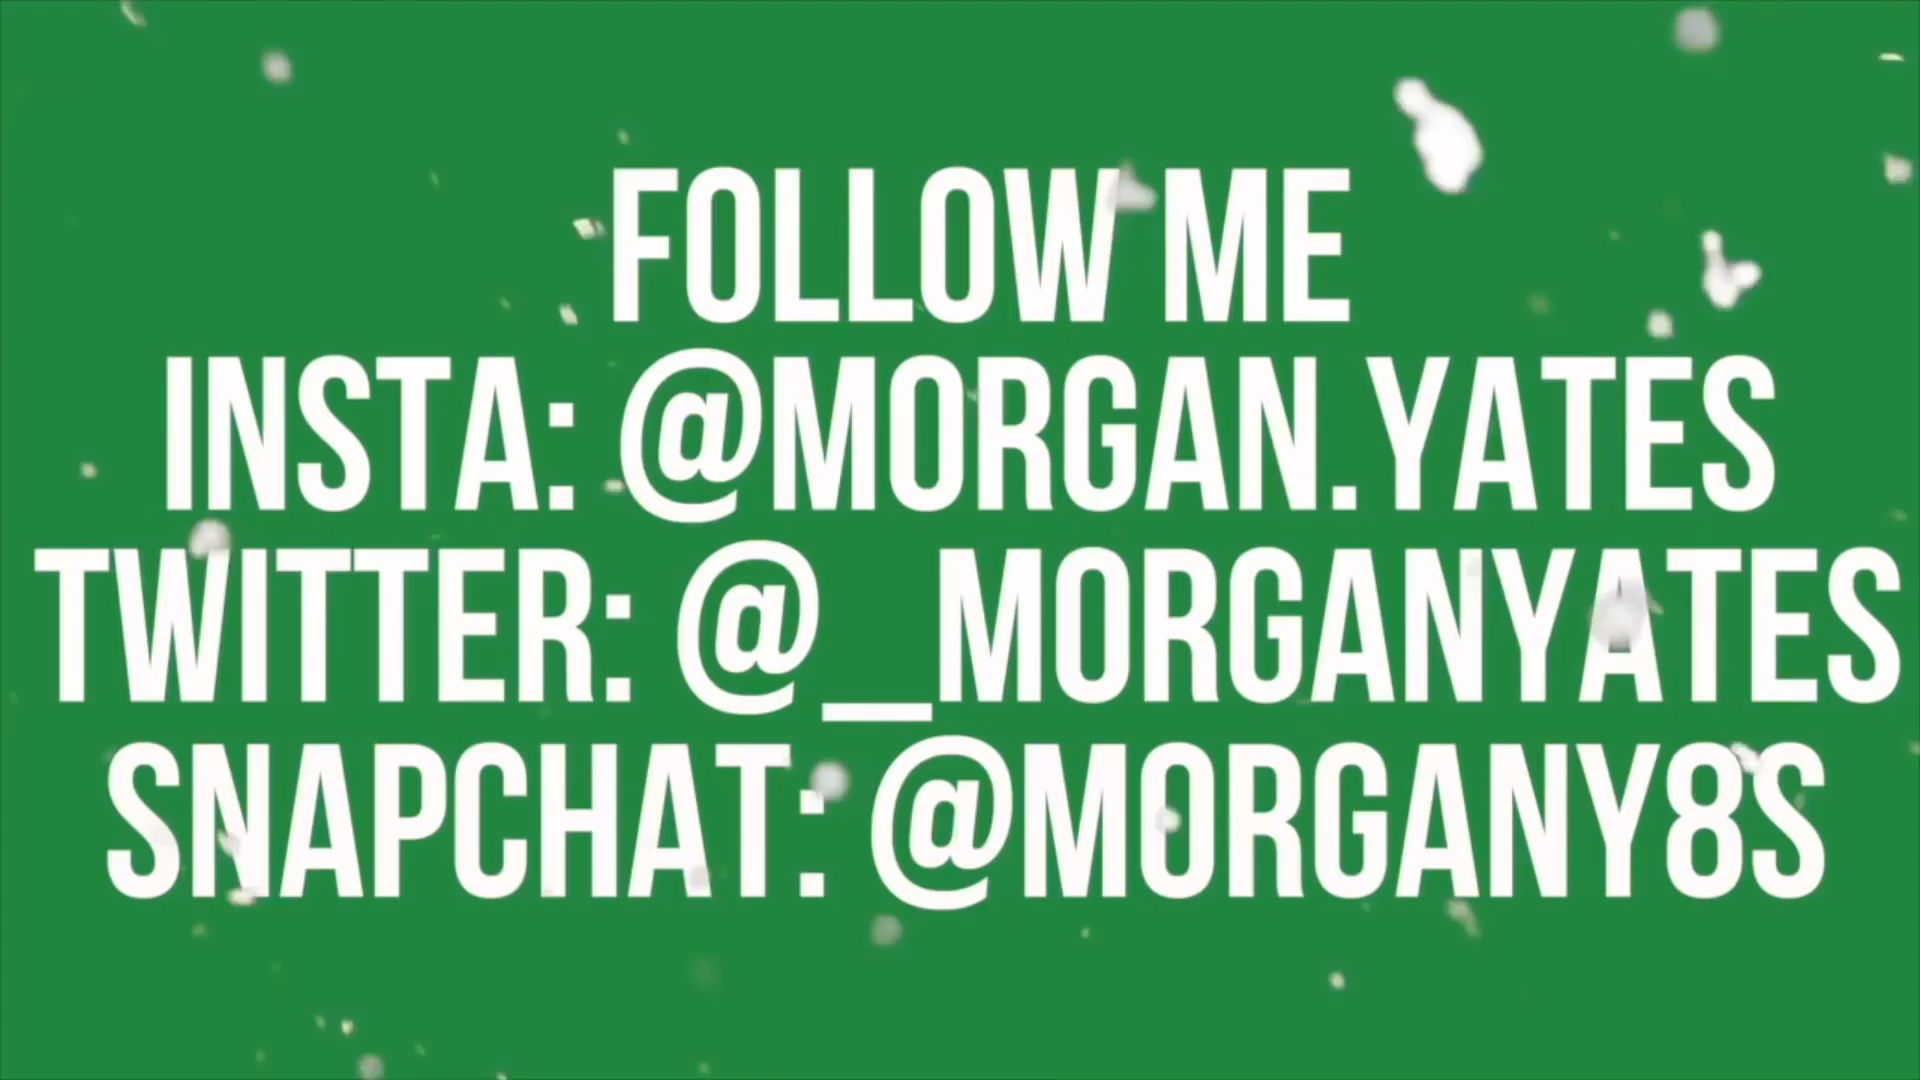 FOLLOW ME
INSTA: @MORGAN.YATES
TWITTER: @_MORGANYATES
SNAPCHAT: @MORGANY8S